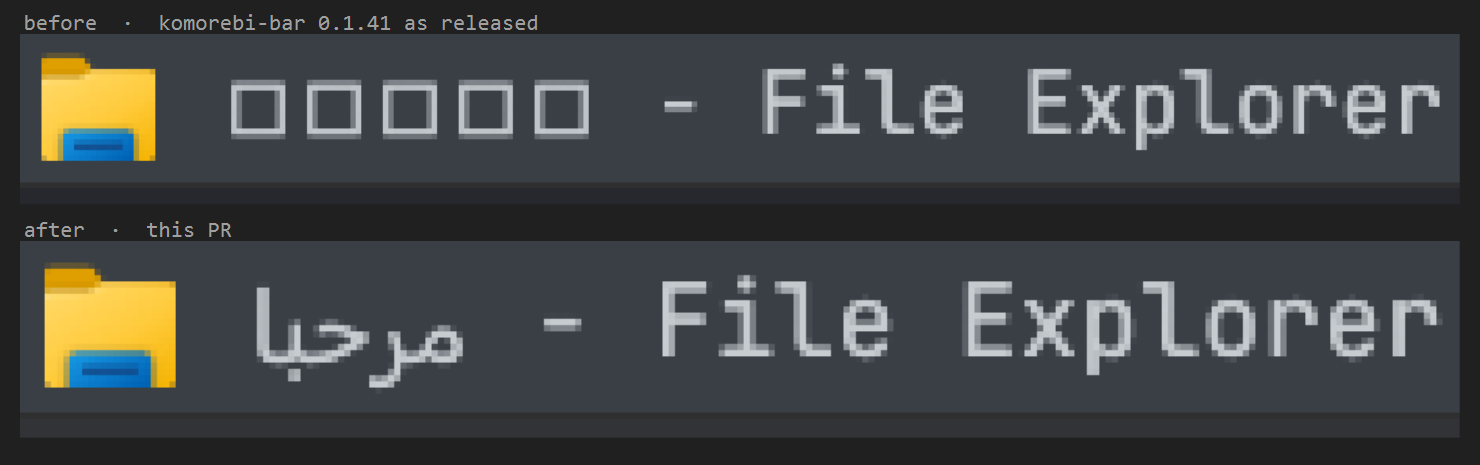 before · komorebi-bar 0.1.41 as released
□□□□□ - File Explorer
after · this PR
مرحبا - File Explorer